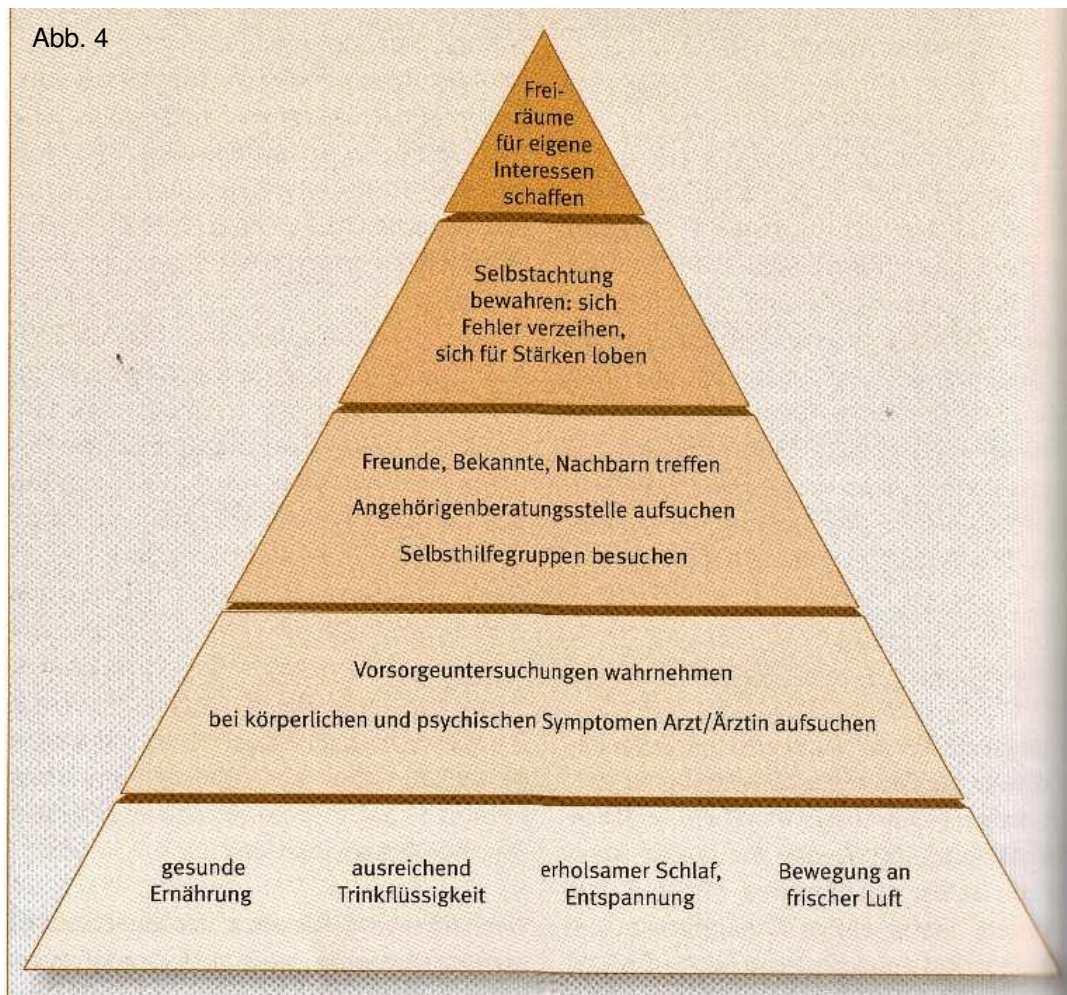 Abb. 4
Frei-
räume
für eigene
Interessen
schaffen
Selbstachtung
bewahren: sich
Fehler verzeihen,
sich für Stärken loben
Freunde, Bekannte, Nachbarn treffen
Angehörigenberatungsstelle aufsuchen
Selbsthilfegruppen besuchen
Vorsorgeuntersuchungen wahrnehmen
bei körperlichen und psychischen Symptomen Arzt/Ärztin aufsuchen
gesunde
Ernährung
ausreichend
Trinkflüssigkeit
erholsamer Schlaf,
Entspannung
Bewegung an
frischer Luft